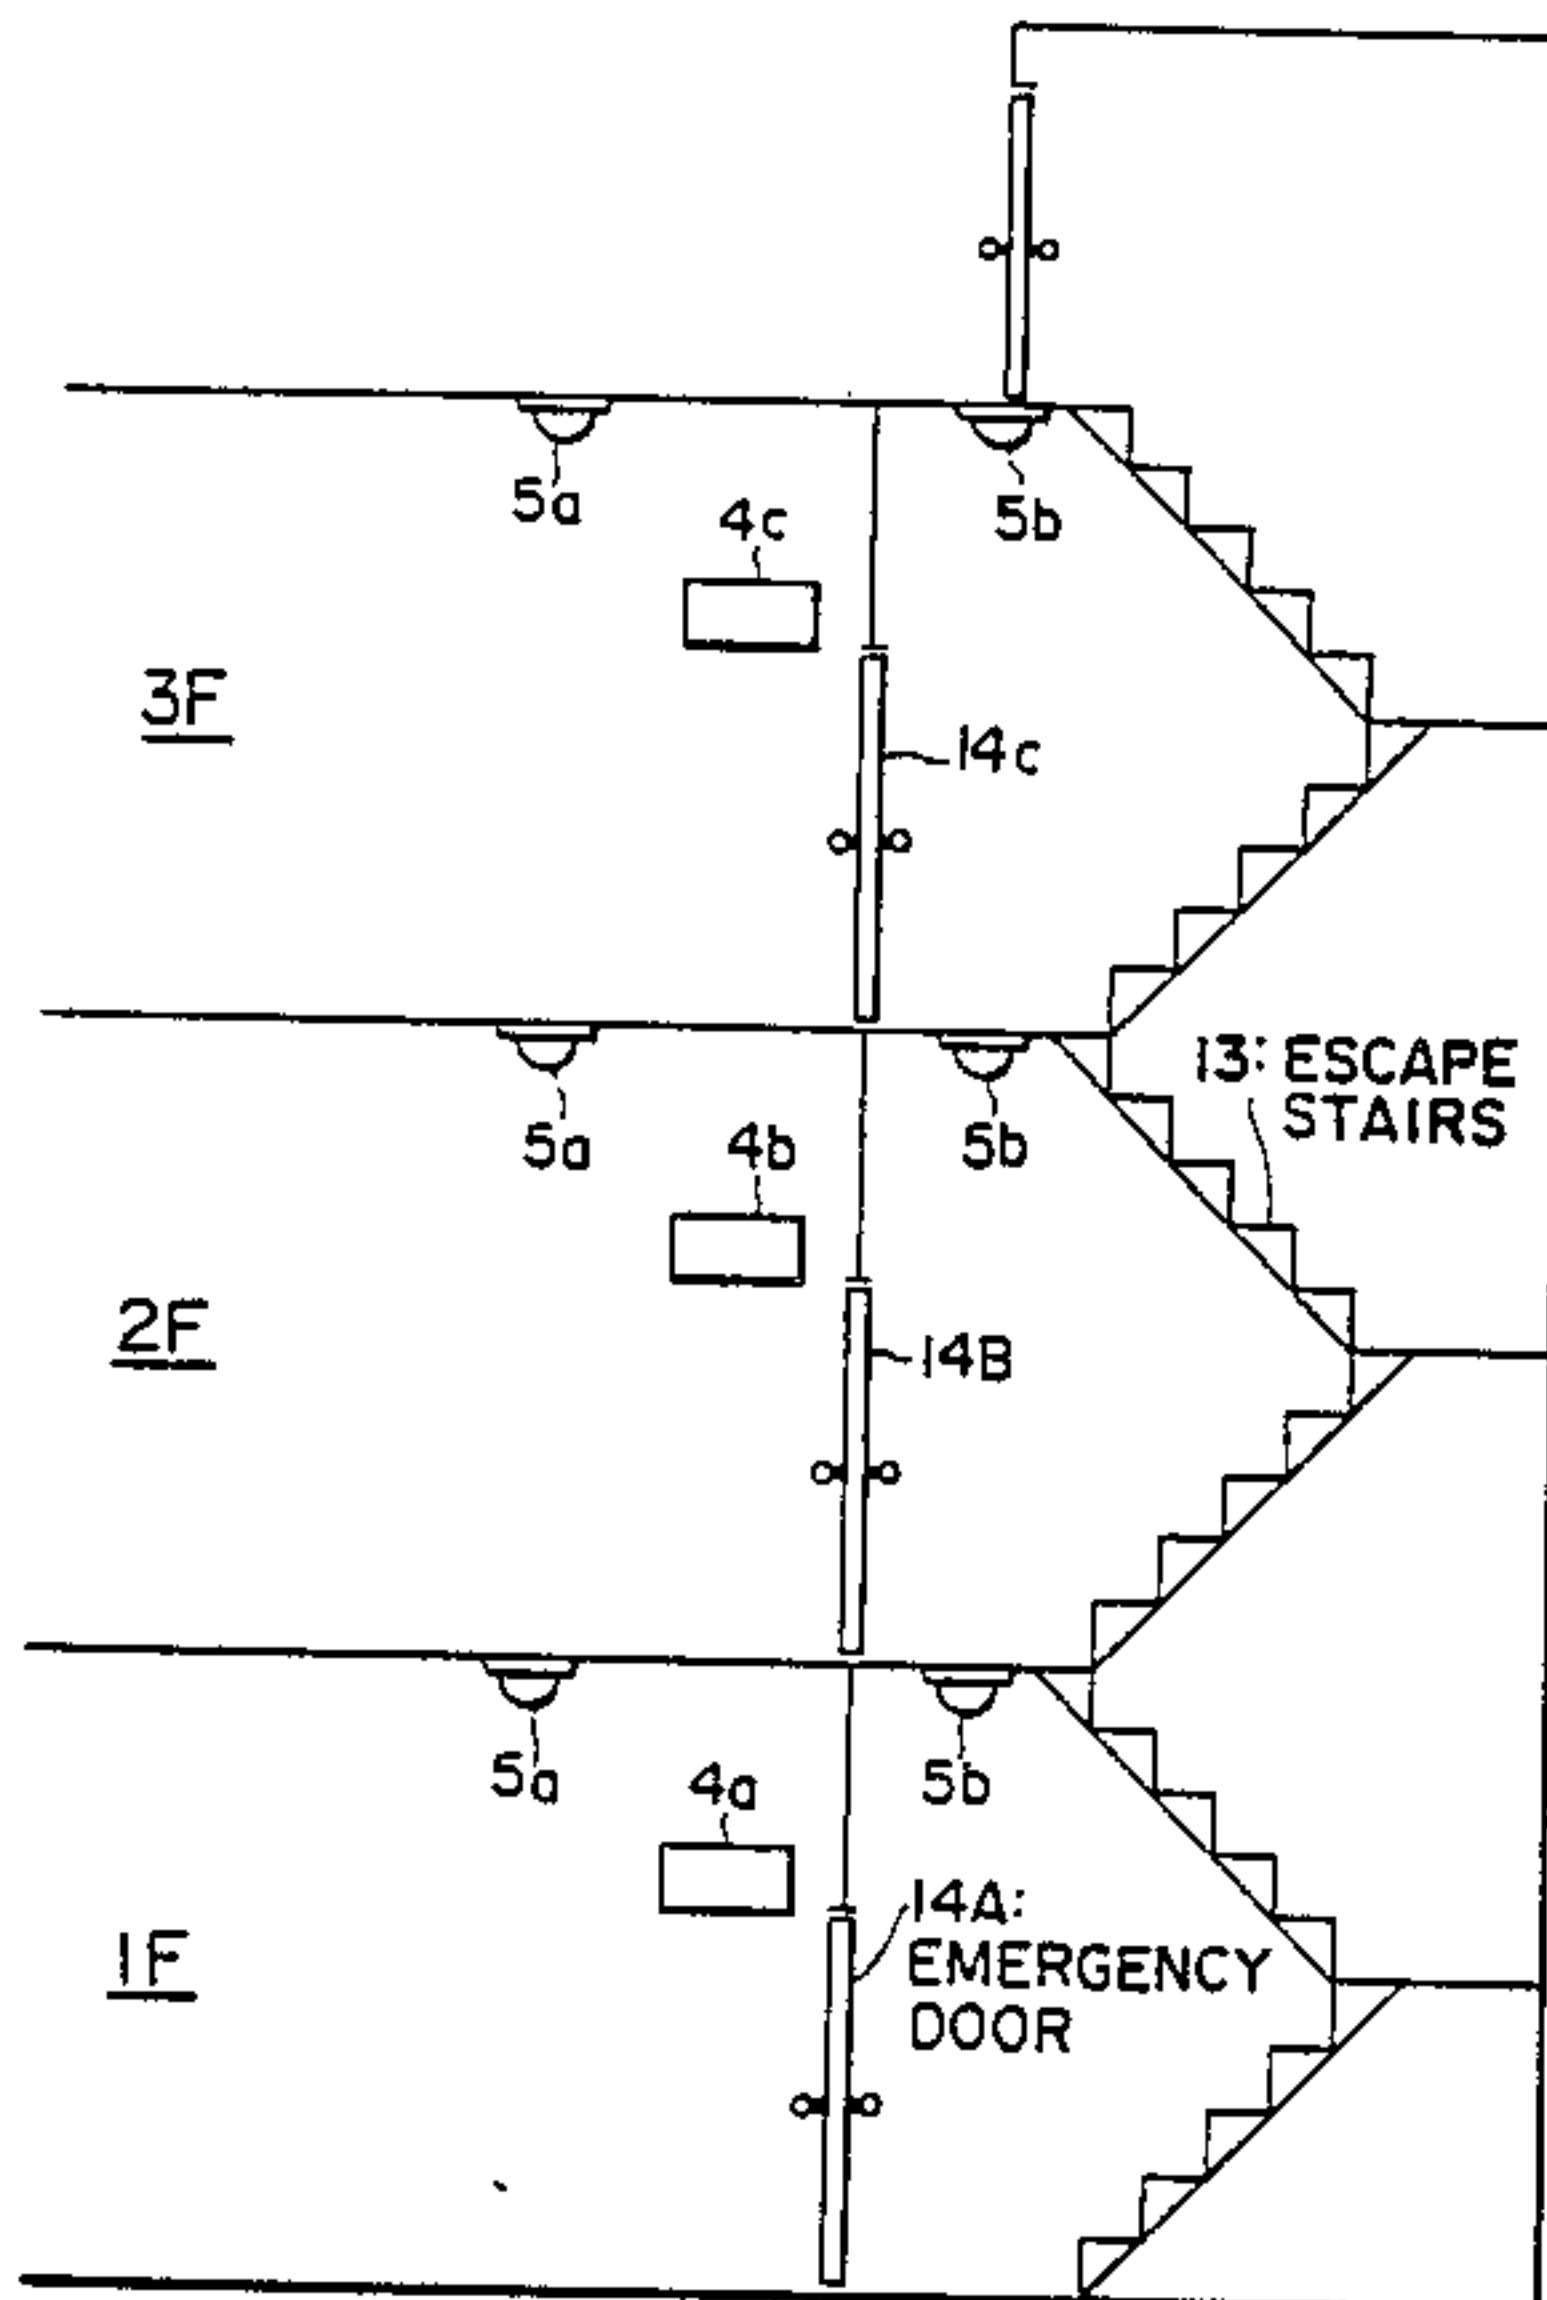 5a
5b
4c
3F
14c
13: ESCAPE
STAIRS
5a
4b
5b
2F
14B
5a
4a
5b
14A:
EMERGENCY
DOOR
1F